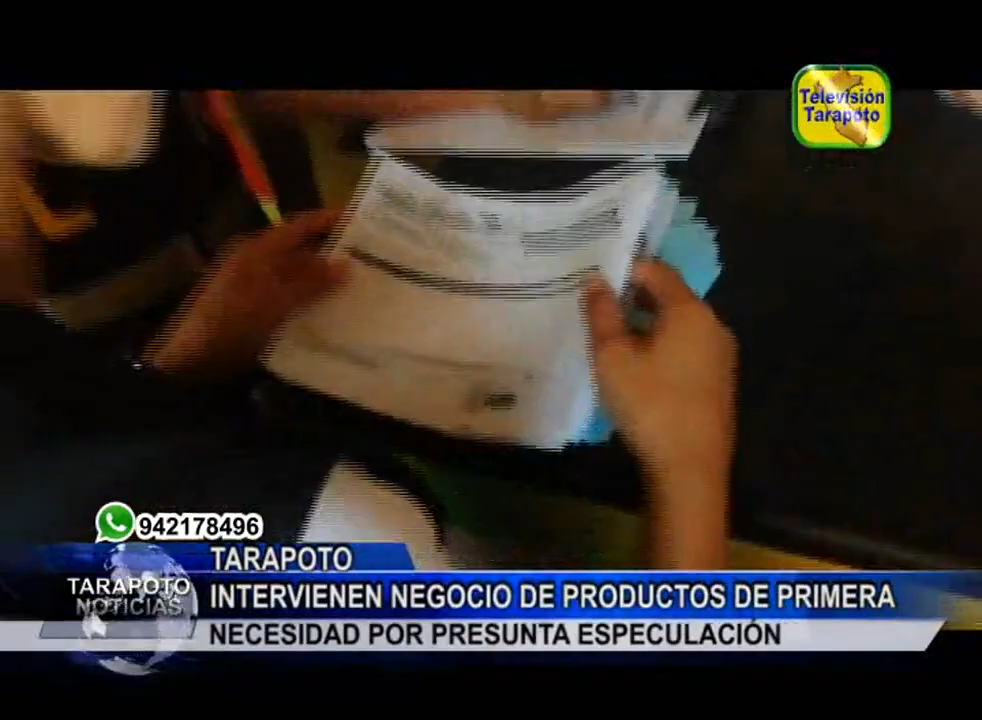 Televisión
Tarapoto
942178496
TARAPOTO
TARAPOTO
NOTICIAS
INTERVIENEN NEGOCIO DE PRODUCTOS DE PRIMERA
NECESIDAD POR PRESUNTA ESPECULACIÓN